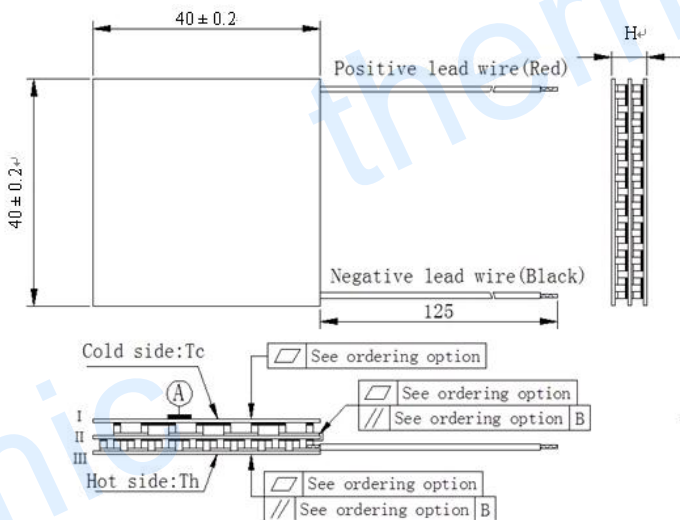 40 ± 0.2
H↵
Positive lead wire(Red)
40 ± 0.2↵
Negative lead wire(Black)
125
Cold side:Tc
▱ See ordering option
A
▱ See ordering option
// See ordering option B
I
II
III
Hot side:Th
▱ See ordering option
// See ordering option B